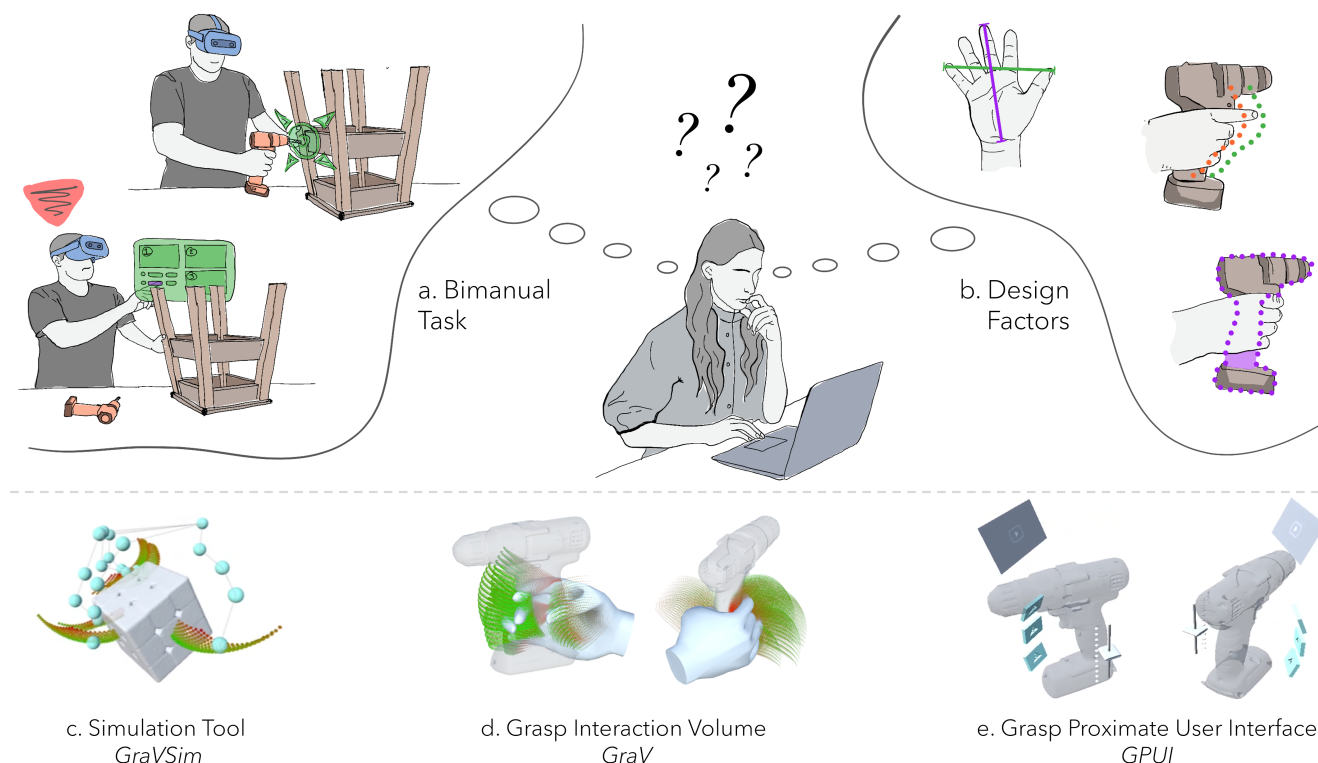 ? ? ? ?
a. Bimanual
Task
b. Design
Factors
c. Simulation Tool
GraVSim
d. Grasp Interaction Volume
GraV
e. Grasp Proximate User Interface
GPUI